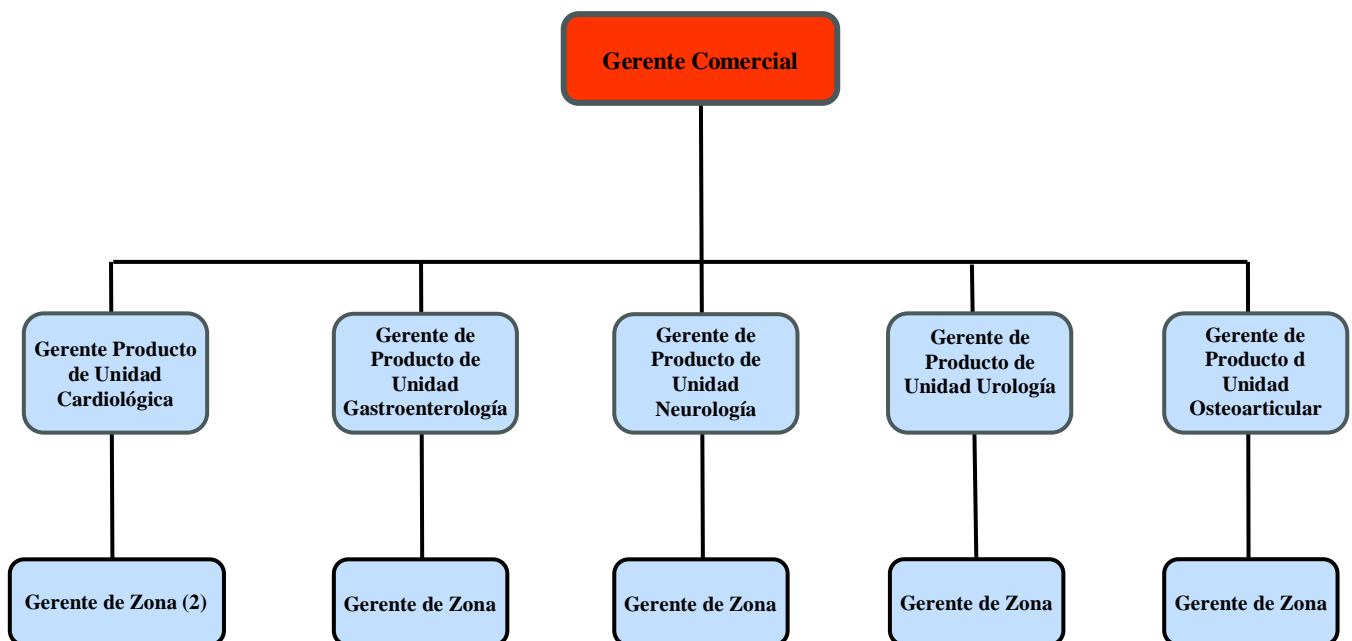 Gerente Comercial
Gerente Producto
de Unidad
Cardiológica
Gerente de
Producto de
Unidad
Gastroenterología
Gerente de
Producto de
Unidad
Neurología
Gerente de
Producto de
Unidad Urología
Gerente de
Producto d
Unidad
Osteoarticular
Gerente de Zona (2)
Gerente de Zona
Gerente de Zona
Gerente de Zona
Gerente de Zona